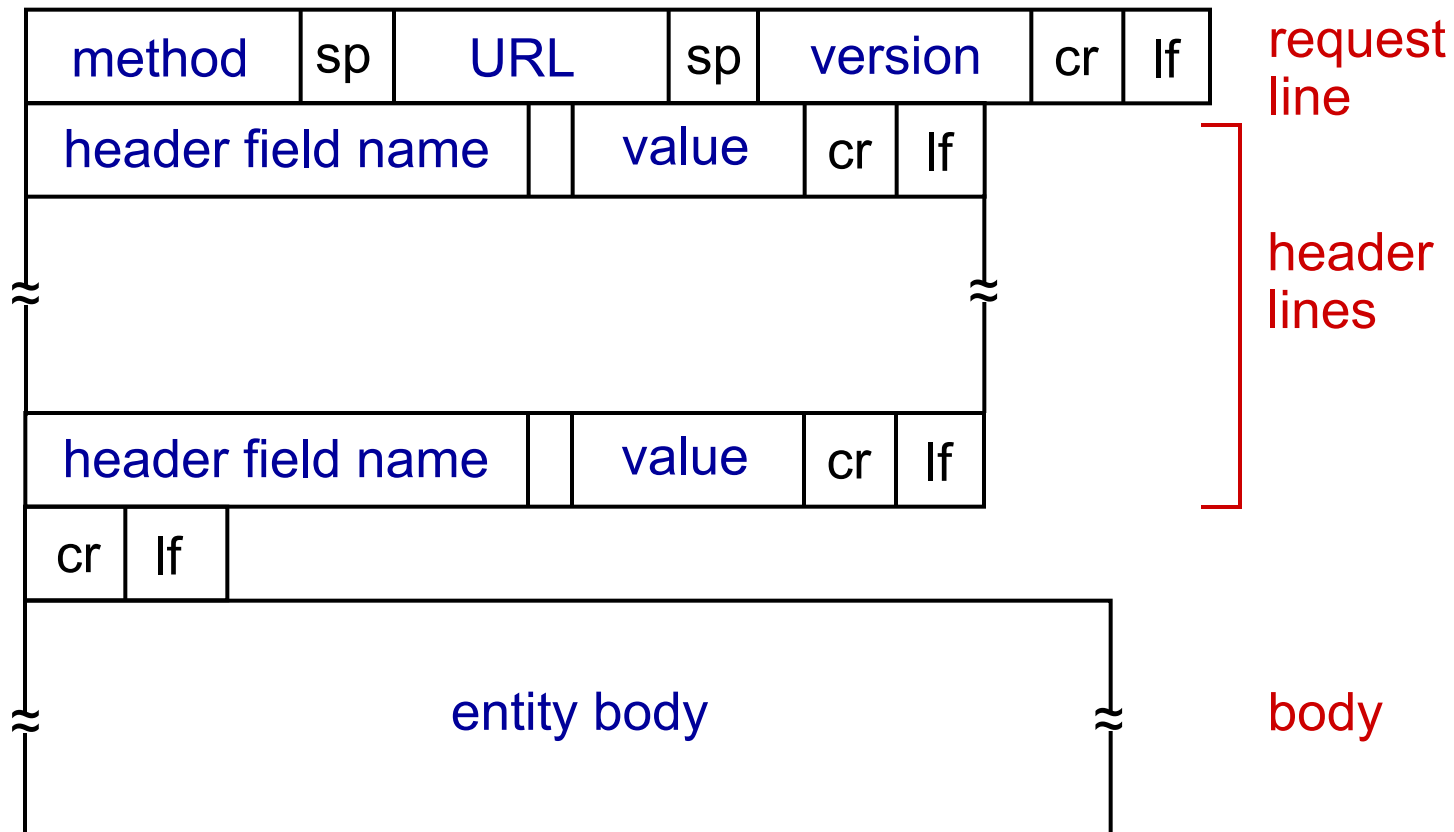 method sp URL sp version cr lf request
line
header field name value cr lf
header
lines
header field name value cr lf
cr lf
entity body body